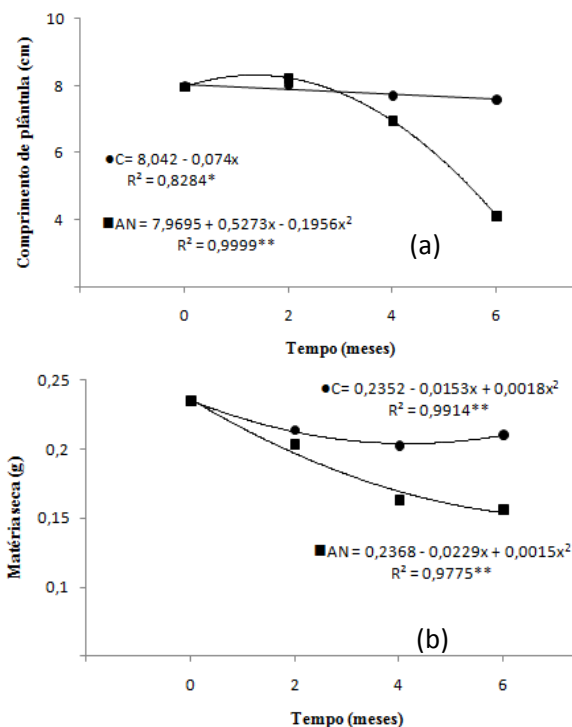 10
8
6
4
Comprimento de plântula (cm)
●C= 8,042 - 0,074x
R² = 0,8284*
■AN = 7,9695 + 0,5273x - 0,1956x²
R² = 0,9999**
(a)
0 2 4 6
Tempo (meses)
0,25
0,2
0,15
0,1
Matéria seca (g)
●C= 0,2352 - 0,0153x + 0,0018x²
R² = 0,9914**
■AN = 0,2368 - 0,0229x + 0,0015x²
R² = 0,9775**
(b)
0 2 4 6
Tempo (meses)